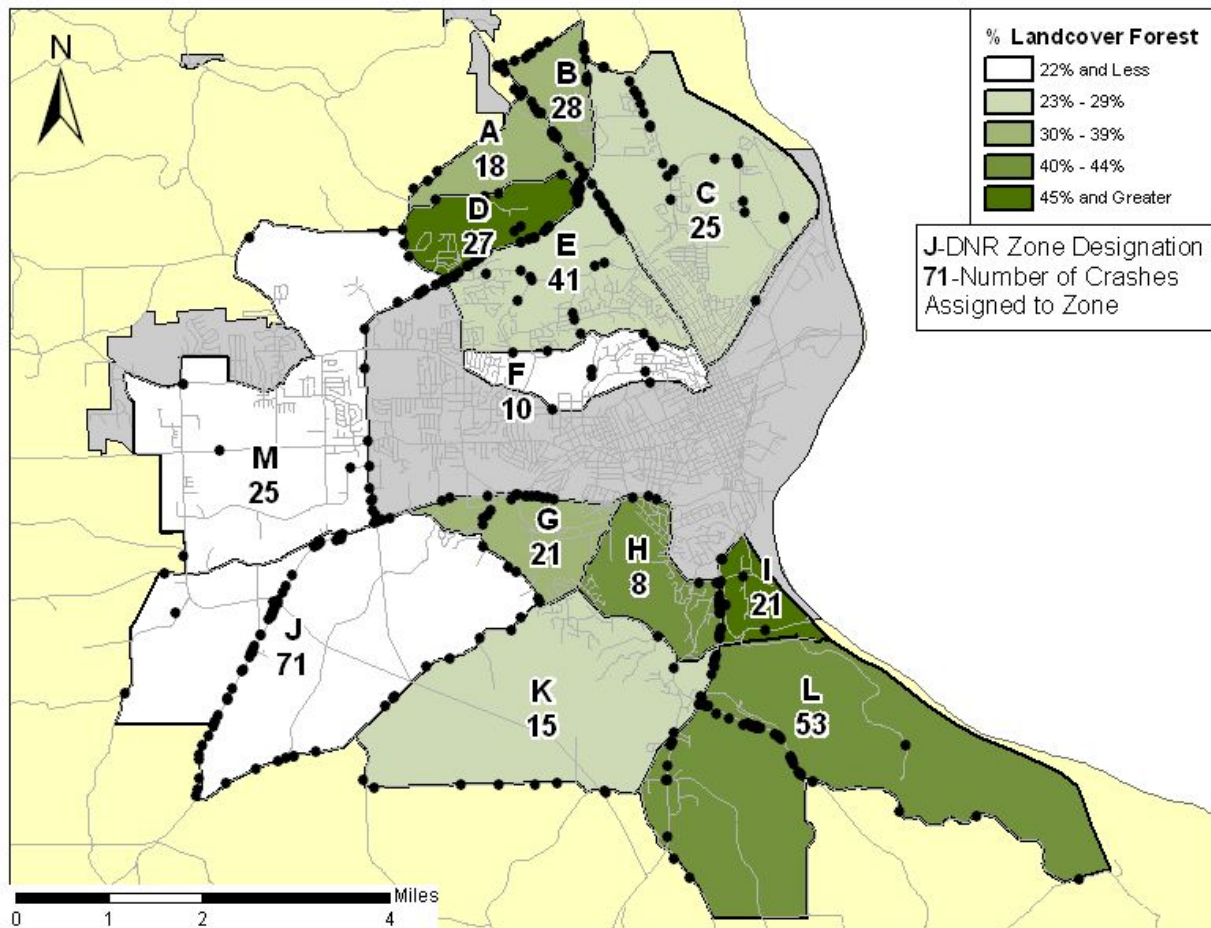 N
% Landcover Forest
22% and Less
23% - 29%
30% - 39%
40% - 44%
45% and Greater
J-DNR Zone Designation
71-Number of Crashes
Assigned to Zone
B
28
A
18
C
25
D
27
E
41
F
10
M
25
G
21
H
8
I
21
J
71
K
15
L
53
Miles
0 1 2 4